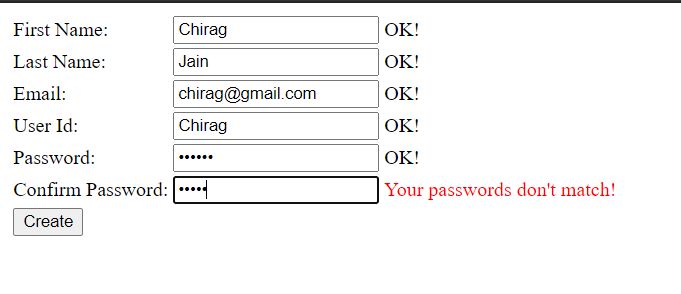 First Name: Chirag OK!
Last Name: Jain OK!
Email: chirag@gmail.com OK!
User Id: Chirag OK!
Password: •••••• OK!
Confirm Password: ••••• Your passwords don't match!
Create